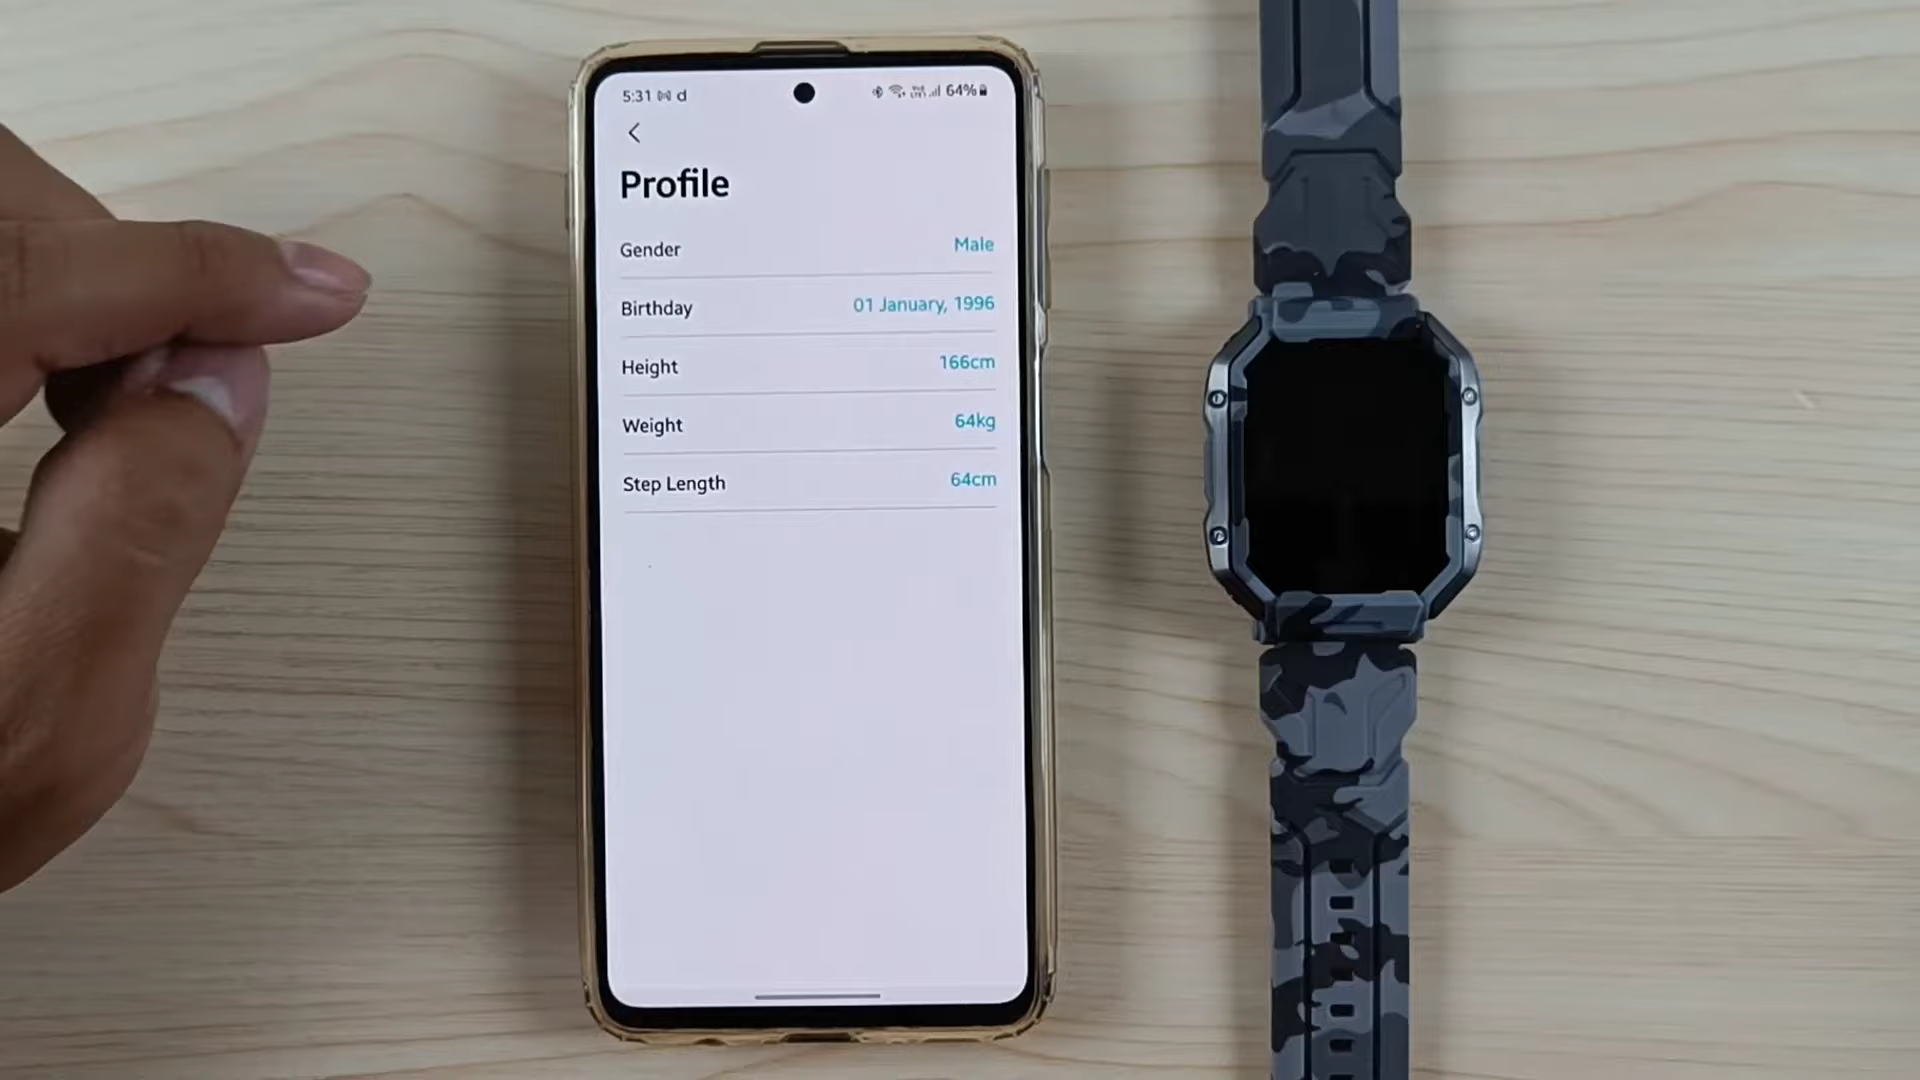 5:31 d 64%
Profile
Gender Male
Birthday 01 January, 1996
Height 166cm
Weight 64kg
Step Length 64cm